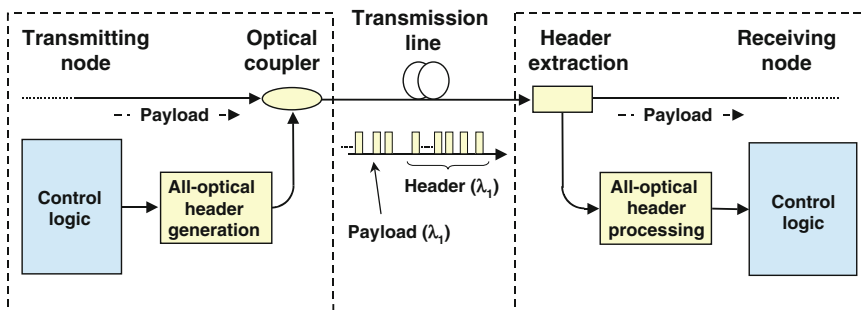 Transmitting
node
Optical
coupler
Transmission
line
Header
extraction
Receiving
node
Payload
Payload
Control
logic
All-optical
header
generation
Header (λ1)
Payload (λ1)
All-optical
header
processing
Control
logic